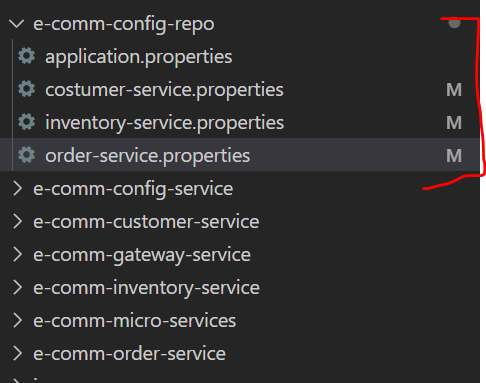 e-comm-config-repo
application.properties
costumer-service.properties M
inventory-service.properties M
order-service.properties M
e-comm-config-service
e-comm-customer-service
e-comm-gateway-service
e-comm-inventory-service
e-comm-micro-services
e-comm-order-service